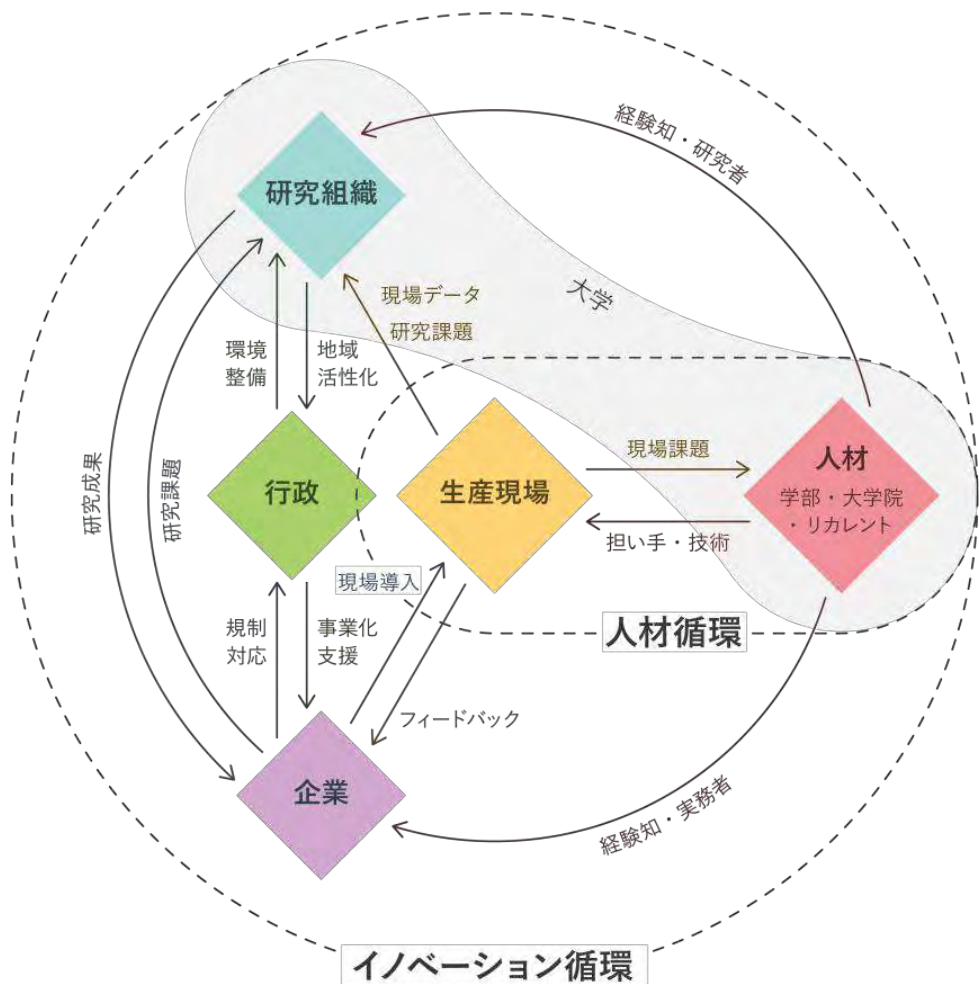 経験知・研究者
研究組織
大学
現場データ
研究課題
環境
整備
地域
活性化
研究成果
研究課題
行政
生産現場
現場課題
人材
学部・大学院
・リカレント
担い手・技術
現場導入
人材循環
規制
対応
事業化
支援
フィードバック
企業
経験知・実務者
イノベーション循環